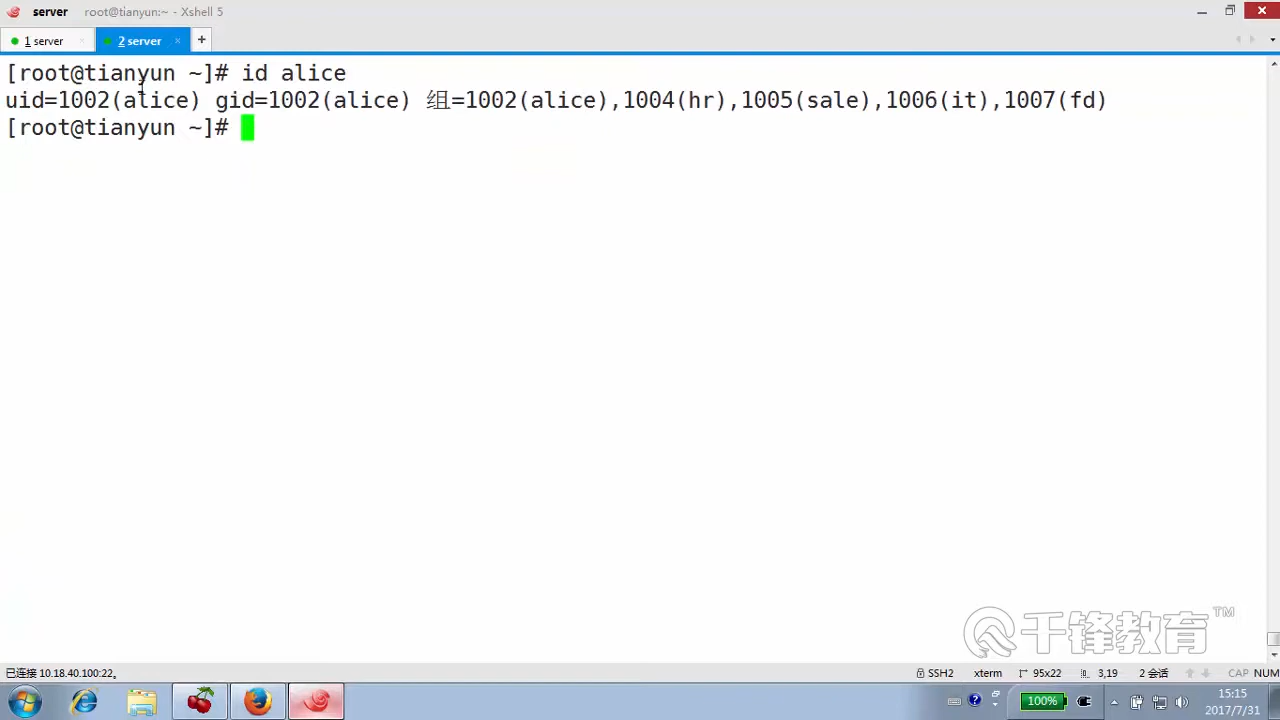 server root@tianyun:~ - Xshell 5
1 server
2 server
[root@tianyun ~]# id alice
uid=1002(alice) gid=1002(alice) 组=1002(alice),1004(hr),1005(sale),1006(it),1007(fd)
[root@tianyun ~]#
千锋教育™
已连接 10.18.40.100:22。 SSH2 xterm 95x22 3,19 2 会话 CAP NUM
100%
15:15
2017/7/31